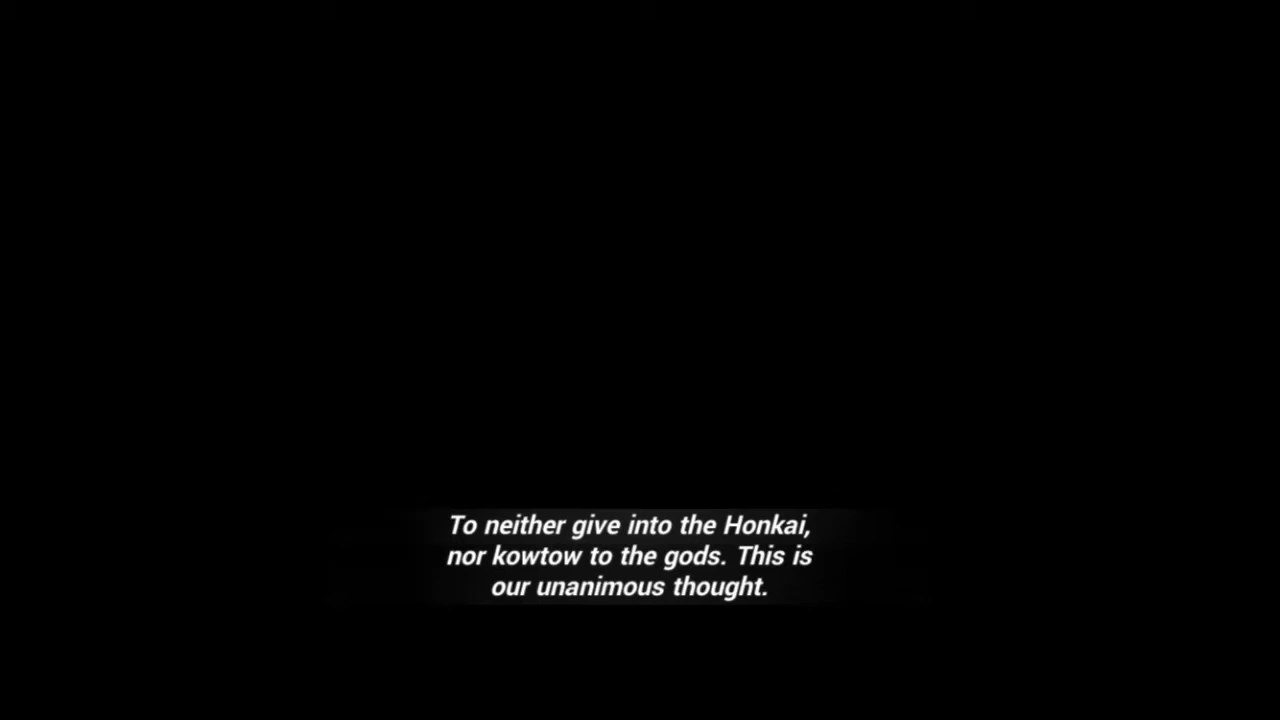 To neither give into the Honkai,
nor kowtow to the gods. This is
our unanimous thought.